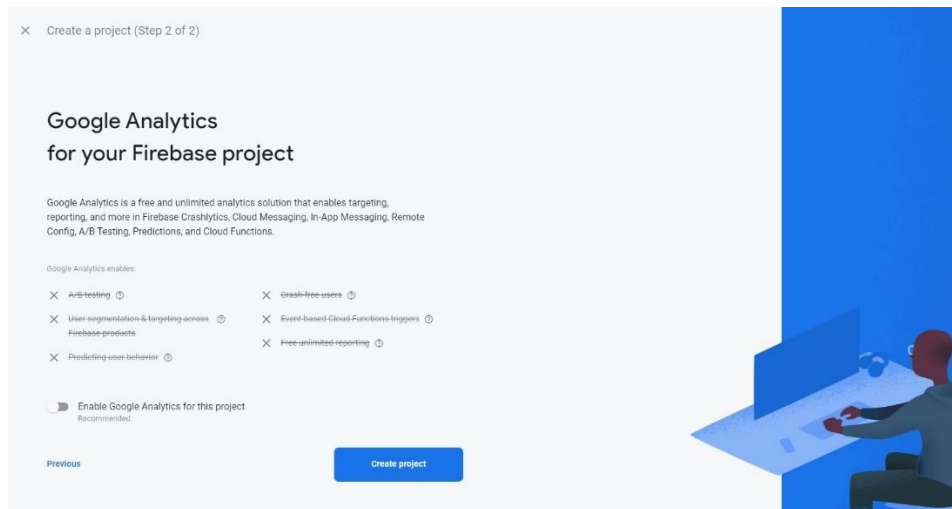 Create a project (Step 2 of 2)
Google Analytics
for your Firebase project
Google Analytics is a free and unlimited analytics solution that enables targeting,
reporting, and more in Firebase Crashlytics, Cloud Messaging, In-App Messaging, Remote
Config, A/B Testing, Predictions, and Cloud Functions.
Google Analytics enables:
A/B testing
Crash-free users
User segmentation & targeting across
Firebase products
Event-based Cloud Functions triggers
Predicting user behavior
Free unlimited reporting
Enable Google Analytics for this project
Recommended
Previous
Create project